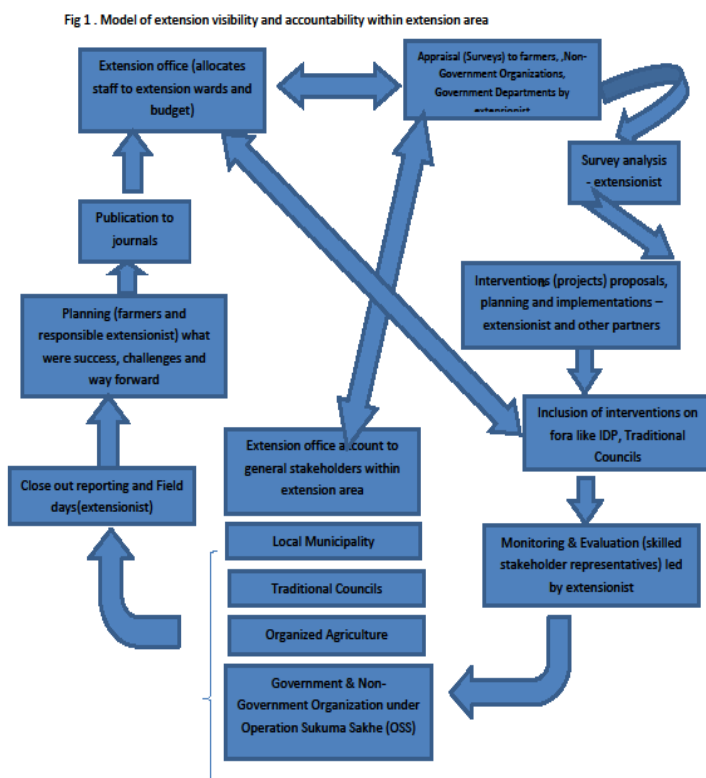 Fig 1 . Model of extension visibility and accountability within extension area
Extension office (allocates
staff to extension wards and
budget)
Appraisal (Surveys) to farmers, ,Non-
Government Organizations,
Government Departments by
extensionist
Survey analysis
- extensionist
Publication to
journals
Interventions (projects) proposals,
planning and implementations –
extensionist and other partners
Planning (farmers and
responsible extensionist) what
were success, challenges and
way forward
Inclusion of interventions on
fora like IDP, Traditional
Councils
Extension office account to
general stakeholders within
extension area
Close out reporting and Field
days(extensionist)
Local Municipality
Monitoring & Evaluation (skilled
stakeholder representatives) led
by extensionist
Traditional Councils
Organized Agriculture
Government & Non-
Government Organization under
Operation Sukuma Sakhe (OSS)